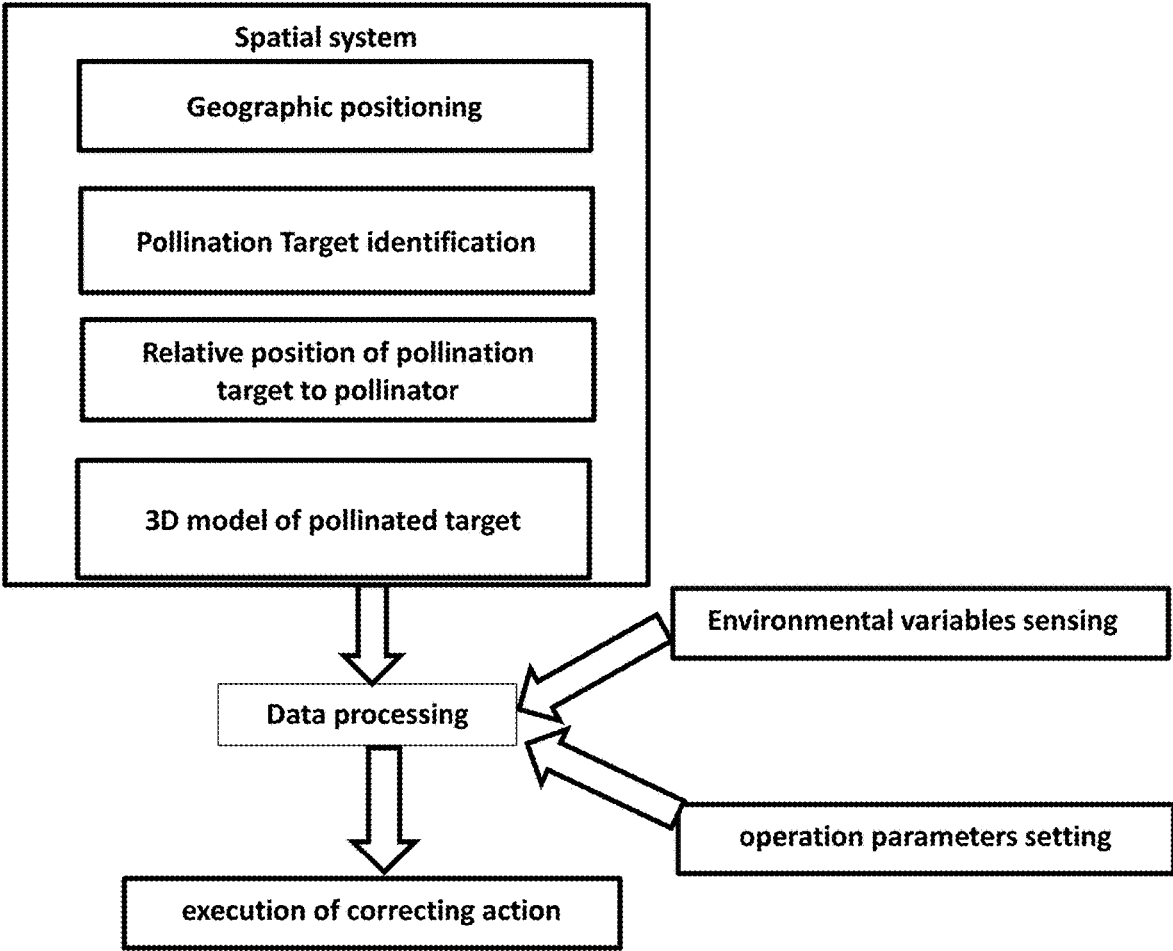 Spatial system
Geographic positioning
Pollination Target identification
Relative position of pollination
target to pollinator
3D model of pollinated target
Environmental variables sensing
Data processing
operation parameters setting
execution of correcting action